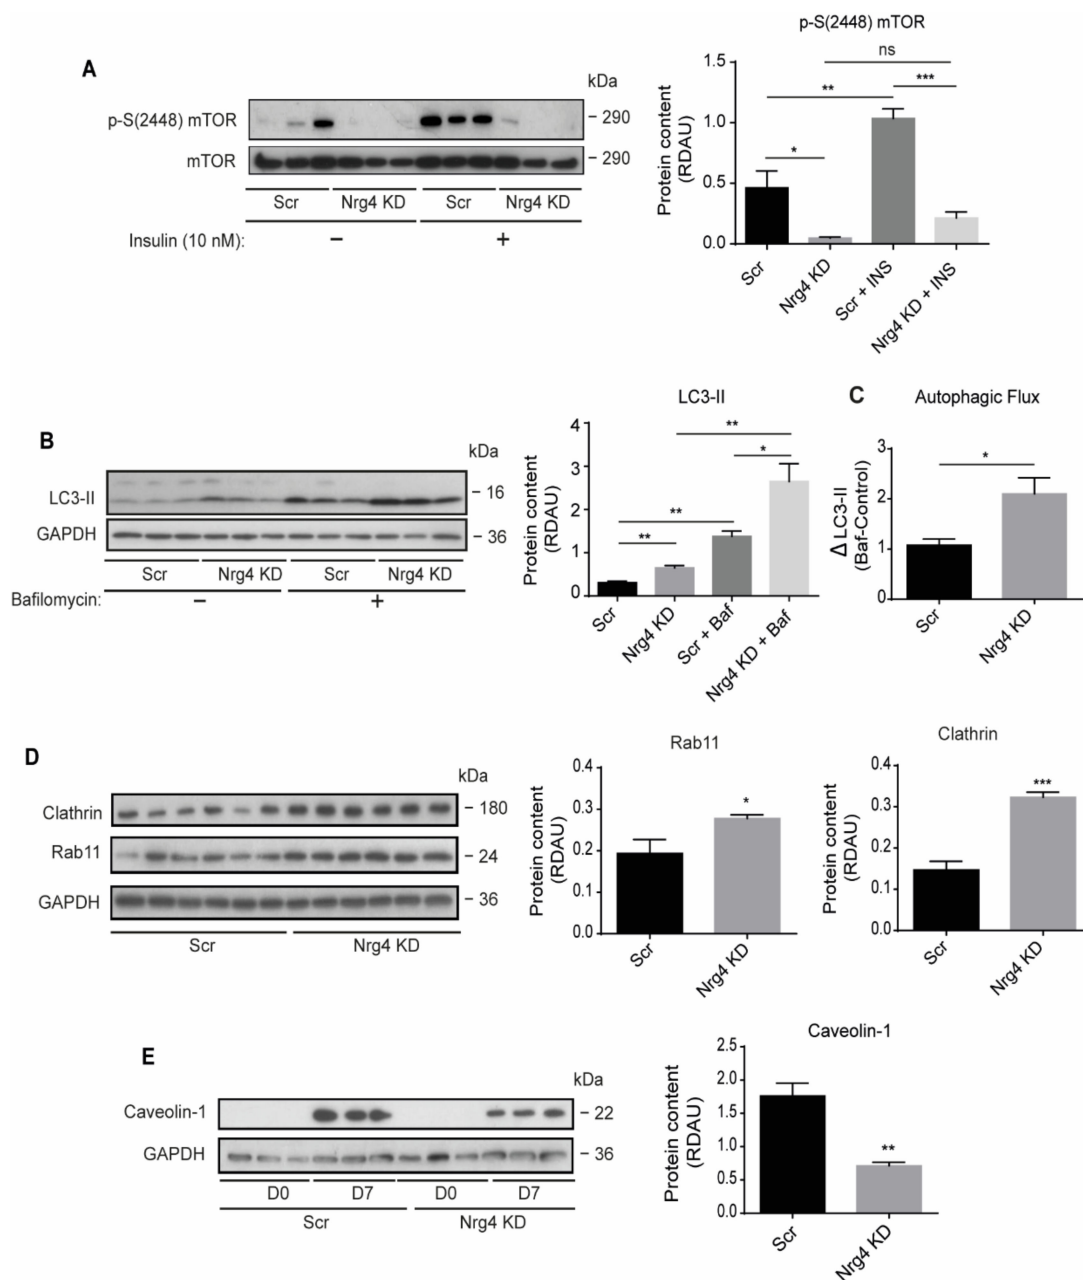 A
kDa
p-S(2448) mTOR
- 290
mTOR
- 290
Scr Nrg4 KD Scr Nrg4 KD
Insulin (10 nM): − +
p-S(2448) mTOR
ns
***
**
*
Protein content
(RDAU)
1.5
1.0
0.5
0.0
Scr
Nrg4 KD
Scr + INS
Nrg4 KD + INS
B
kDa
LC3-II
- 16
GAPDH
- 36
Scr Nrg4 KD Scr Nrg4 KD
Bafilomycin: − +
LC3-II
**
*
**
**
Protein content
(RDAU)
4
3
2
1
0
Scr
Nrg4 KD
Scr + Baf
Nrg4 KD + Baf
C
Autophagic Flux
*
ΔLC3-II
(Baf-Control)
3
2
1
0
Scr
Nrg4 KD
D
kDa
Clathrin
- 180
Rab11
- 24
GAPDH
- 36
Scr Nrg4 KD
Rab11
*
Protein content
(RDAU)
0.4
0.3
0.2
0.1
0.0
Scr
Nrg4 KD
Clathrin
***
Protein content
(RDAU)
0.4
0.3
0.2
0.1
0.0
Scr
Nrg4 KD
E
kDa
Caveolin-1
- 22
GAPDH
- 36
D0 D7 D0 D7
Scr Nrg4 KD
Caveolin-1
**
Protein content
(RDAU)
2.5
2.0
1.5
1.0
0.5
0.0
Scr
Nrg4 KD